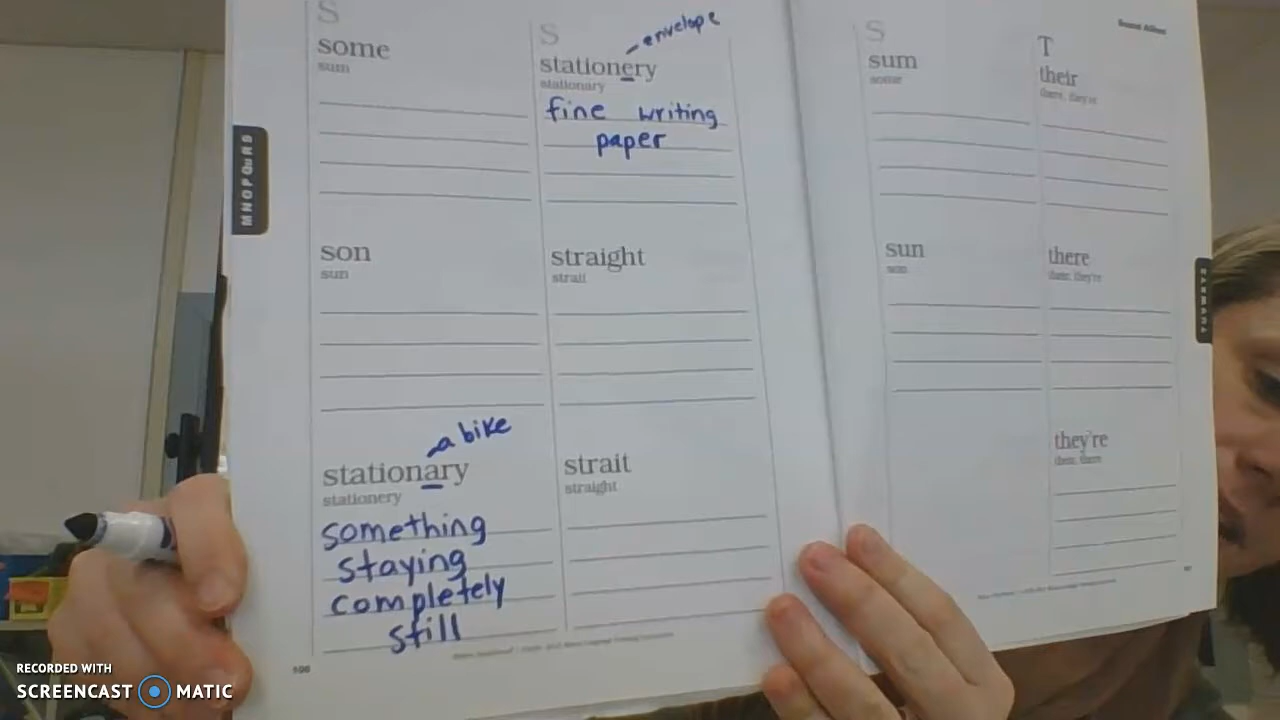 S
some
sum
S
envelope
stationery
stationary
fine writing
paper
son
sun
straight
strait
a bike
stationary
stationery
something
staying
completely
still
strait
straight
S
sum
some
T
their
there, they're
sun
son
there
their, they're
they're
their, there
RECORDED WITH
SCREENCAST MATIC